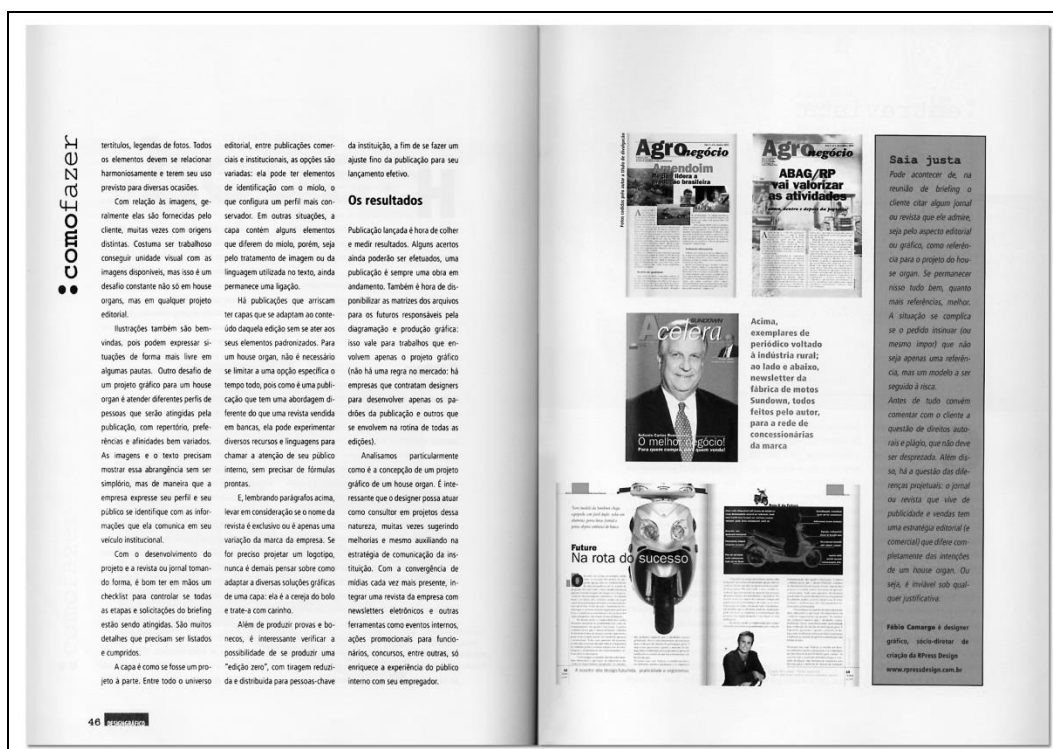 :comofazer
tertítulos, legendas de fotos. Todos
os elementos devem se relacionar
harmoniosamente e terem seu uso
previsto para diversas ocasiões.
Com relação às imagens, ge-
ralmente elas são fornecidas pelo
cliente, muitas vezes com origens
distintas. Costuma ser trabalhoso
conseguir unidade visual com as
imagens disponíveis, mas isso é um
desafio constante não só em house
organs, mas em qualquer projeto
editorial.
Ilustrações também são bem-
vindas, pois podem expressar si-
tuações de forma mais livre em
algumas pautas. Outro desafio de
um projeto gráfico para um house
organ é atender diferentes perfis de
pessoas que serão atingidas pela
publicação, com repertório, prefe-
rências e afinidades bem variados.
As imagens e o texto precisam
mostrar essa abrangência sem ser
simplório, mas de maneira que a
empresa expresse seu perfil e seu
público se identifique com as infor-
mações que ela comunica em seu
veículo institucional.
Com o desenvolvimento do
projeto e a revista ou jornal toman-
do forma, é bom ter em mãos um
checklist para controlar se todas
as etapas e solicitações do briefing
estão sendo atingidas. São muitos
detalhes que precisam ser listados
e cumpridos.
A capa é como se fosse um pro-
jeto à parte. Entre todo o universo
editorial, entre publicações comer-
ciais e institucionais, as opções são
variadas: ela pode ter elementos
de identificação com o miolo, o
que configura um perfil mais con-
servador. Em outras situações, a
capa contém alguns elementos
que diferem do miolo, porém, seja
pelo tratamento de imagem ou da
linguagem utilizada no texto, ainda
permanece uma ligação.
Há publicações que arriscam
ter capas que se adaptam ao conte-
údo daquela edição sem se ater aos
seus elementos padronizados. Para
um house organ, não é necessário
se limitar a uma opção específica o
tempo todo, pois como é uma publi-
cação que tem uma abordagem di-
ferente do que uma revista vendida
em bancas, ela pode experimentar
diversos recursos e linguagens para
chamar a atenção de seu público
interno, sem precisar de fórmulas
prontas.
E, lembrando parágrafos acima,
levar em consideração se o nome da
revista é exclusivo ou é apenas uma
variação da marca da empresa. Se
for preciso projetar um logotipo,
nunca é demais pensar sobre como
adaptar a diversas soluções gráficas
de uma capa: ela é a cereja do bolo
e trate-a com carinho.
Além de produzir provas e bo-
necos, é interessante verificar a
possibilidade de se produzir uma
"edição zero", com tiragem reduzi-
da e distribuída para pessoas-chave
da instituição, a fim de se fazer um
ajuste fino da publicação para seu
lançamento efetivo.
Os resultados
Publicação lançada é hora de colher
e medir resultados. Alguns acertos
ainda poderão ser efetuados, uma
publicação é sempre uma obra em
andamento. Também é hora de dis-
ponibilizar as matrizes dos arquivos
para os futuros responsáveis pela
diagramação e produção gráfica:
isso vale para trabalhos que en-
volvem apenas o projeto gráfico
(não há uma regra no mercado: há
empresas que contratam designers
para desenvolver apenas os pa-
drões da publicação e outros que
se envolvem na rotina de todas as
edições).
Analisamos particularmente
como é a concepção de um projeto
gráfico de um house organ. É inte-
ressante que o designer possa atuar
como consultor em projetos dessa
natureza, muitas vezes sugerindo
melhorias e mesmo auxiliando na
estratégia de comunicação da ins-
tituição. Com a convergência de
mídias cada vez mais presente, in-
tegrar uma revista da empresa com
newsletters eletrônicos e outras
ferramentas como eventos internos,
ações promocionais para funcio-
nários, concursos, entre outras, só
enriquece a experiência do público
interno com seu empregador.
46 DESIGNGRÁFICO
Fotos cedidas pelo autor a título de divulgação
Agronegócio
Amendoim
Região lidera a
produção brasileira
Agronegócio
ABAG/RP
vai valorizar
as atividades
antes, dentro e depois da porteira
SUNDOWN
Acelera
O melhor negócio!
Para quem compra, para quem vende!
Acima,
exemplares de
periódico voltado
à indústria rural;
ao lado e abaixo,
newsletter da
fábrica de motos
Sundown, todos
feitos pelo autor,
para a rede de
concessionárias
da marca
Future
Na rota do sucesso
Saia justa
Pode acontecer de, na
reunião de briefing o
cliente citar algum jornal
ou revista que ele admire,
seja pelo aspecto editorial
ou gráfico, como referên-
cia para o projeto do hou-
se organ. Se permanecer
nisso tudo bem, quanto
mais referências, melhor.
A situação se complica
se o pedido insinuar (ou
mesmo impor) que não
seja apenas uma referên-
cia, mas um modelo a ser
seguido à risca.
Antes de tudo convém
comentar com o cliente a
questão de direitos auto-
rais e plágio, que não deve
ser desprezada. Além dis-
so, há a questão das dife-
renças projetuais: o jornal
ou revista que vive de
publicidade e vendas tem
uma estratégia editorial (e
comercial) que difere com-
pletamente das intenções
de um house organ. Ou
seja, é inviável sob qual-
quer justificativa.
Fábio Camargo é designer
gráfico, sócio-diretor de
criação da RPress Design
www.rpressdesign.com.br